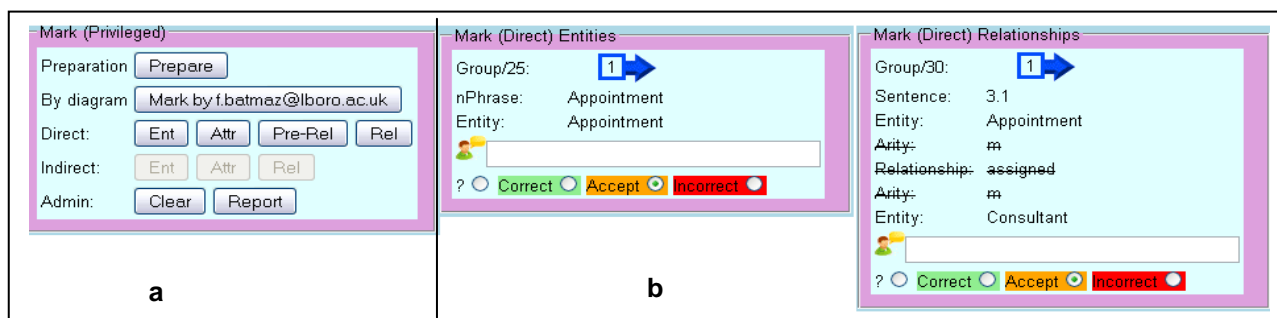 Mark (Privileged)
Preparation Prepare
By diagram Mark by f.batmaz@lboro.ac.uk
Direct: Ent Attr Pre-Rel Rel
Indirect: Ent Attr Rel
Admin: Clear Report
a
Mark (Direct) Entities
Group/25: 1
nPhrase: Appointment
Entity: Appointment
? Correct Accept Incorrect
b
Mark (Direct) Relationships
Group/30: 1
Sentence: 3.1
Entity: Appointment
Arity: m
Relationship: assigned
Arity: m
Entity: Consultant
? Correct Accept Incorrect